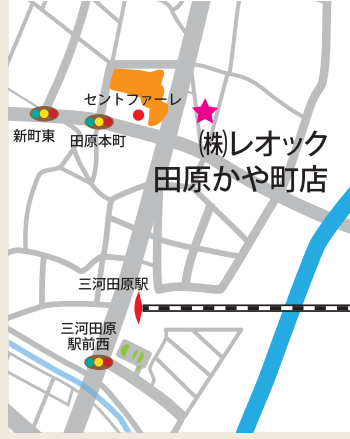 セントファーレ
新町東
田原本町
㈱レオック
田原かや町店
三河田原駅
三河田原
駅前西